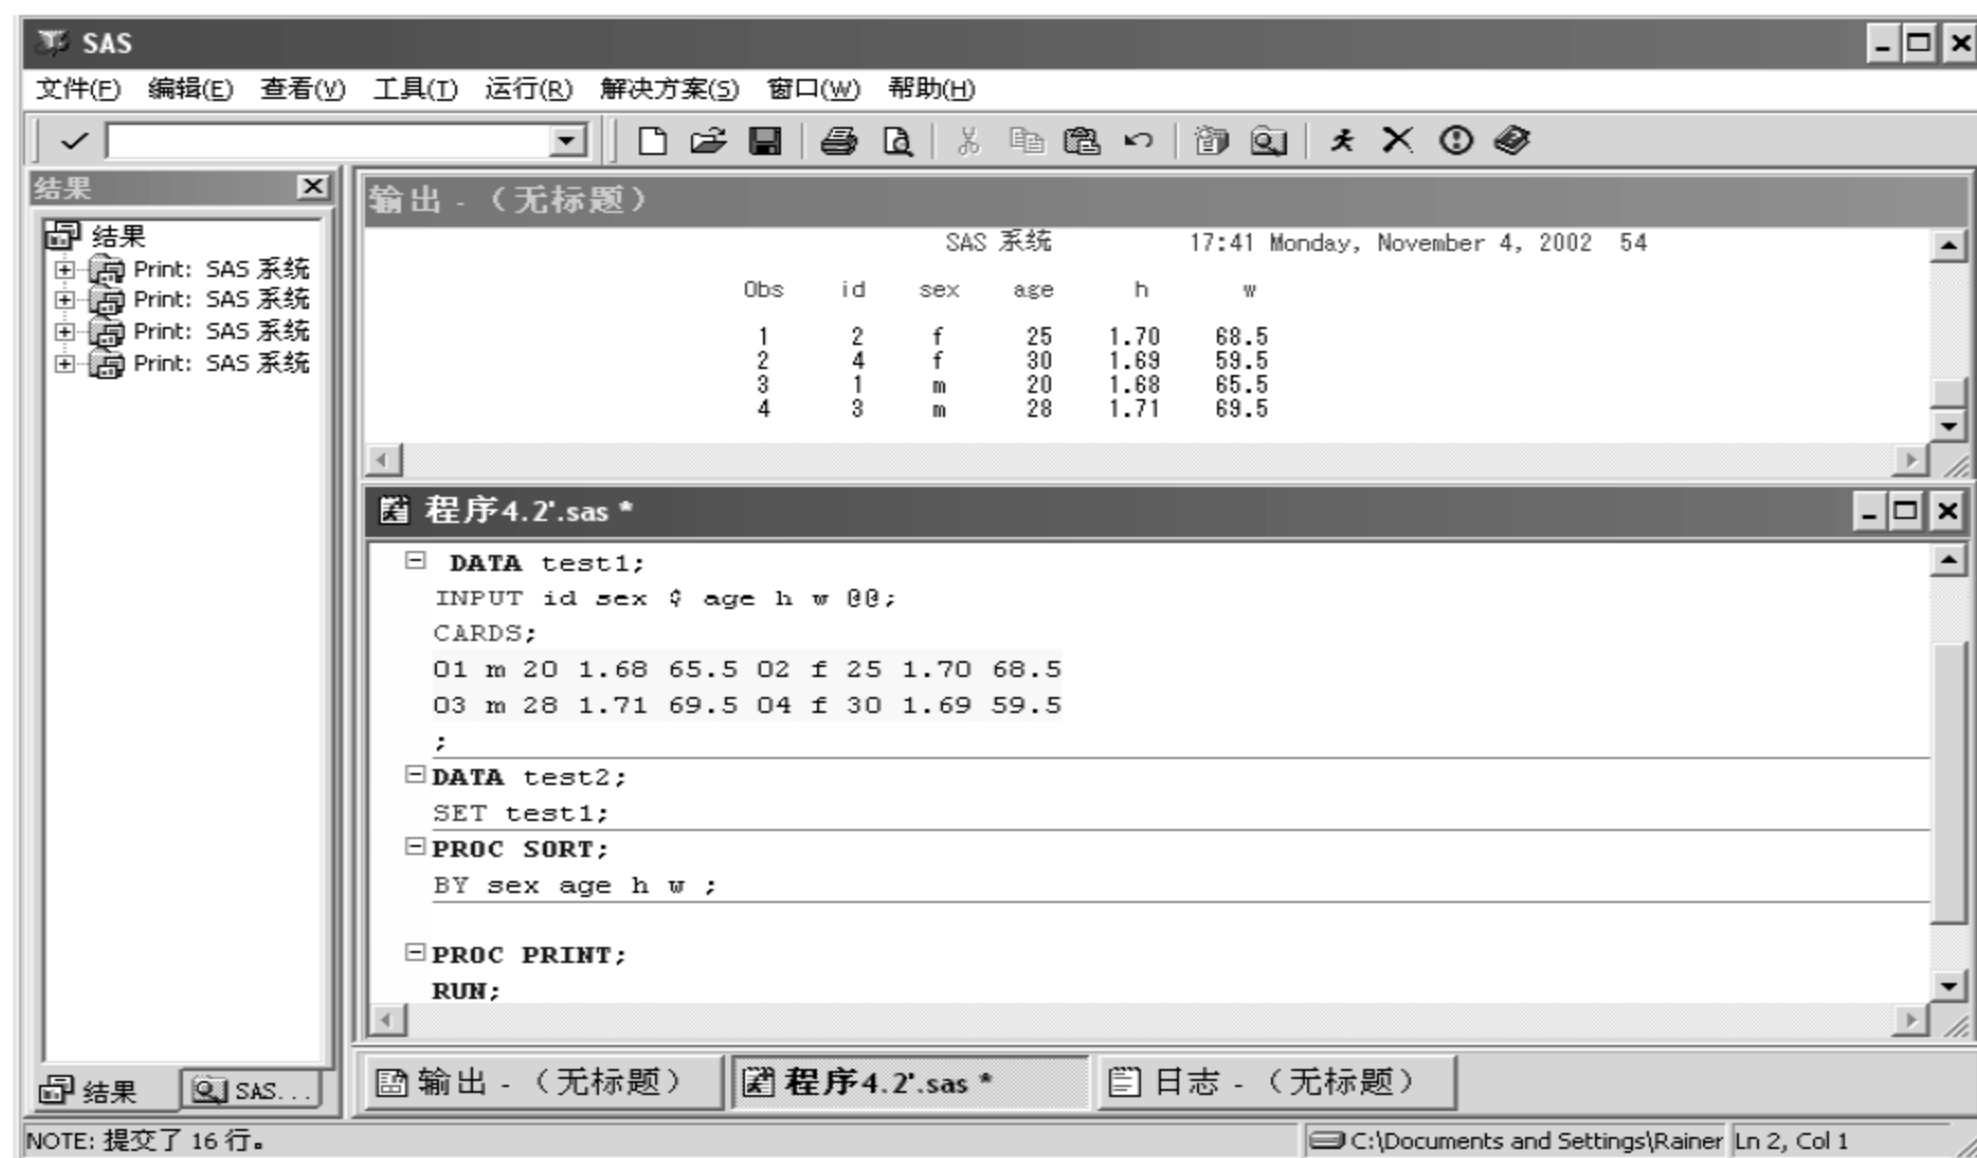 SAS
文件(F) 编辑(E) 查看(V) 工具(T) 运行(R) 解决方案(S) 窗口(W) 帮助(H)
结果
结果
Print: SAS 系统
Print: SAS 系统
Print: SAS 系统
Print: SAS 系统
输出 - （无标题）
SAS 系统 17:41 Monday, November 4, 2002 54
Obs id sex age h w
1 2 f 25 1.70 68.5
2 4 f 30 1.69 59.5
3 1 m 20 1.68 65.5
4 3 m 28 1.71 69.5
程序4.2'.sas *
DATA test1;
INPUT id sex $ age h w @@;
CARDS;
01 m 20 1.68 65.5 02 f 25 1.70 68.5
03 m 28 1.71 69.5 04 f 30 1.69 59.5
;
DATA test2;
SET test1;
PROC SORT;
BY sex age h w ;
PROC PRINT;
RUN;
结果 SAS...
输出 - （无标题） 程序4.2'.sas * 日志 - （无标题）
NOTE: 提交了 16 行。 C:\Documents and Settings\Rainer Ln 2, Col 1